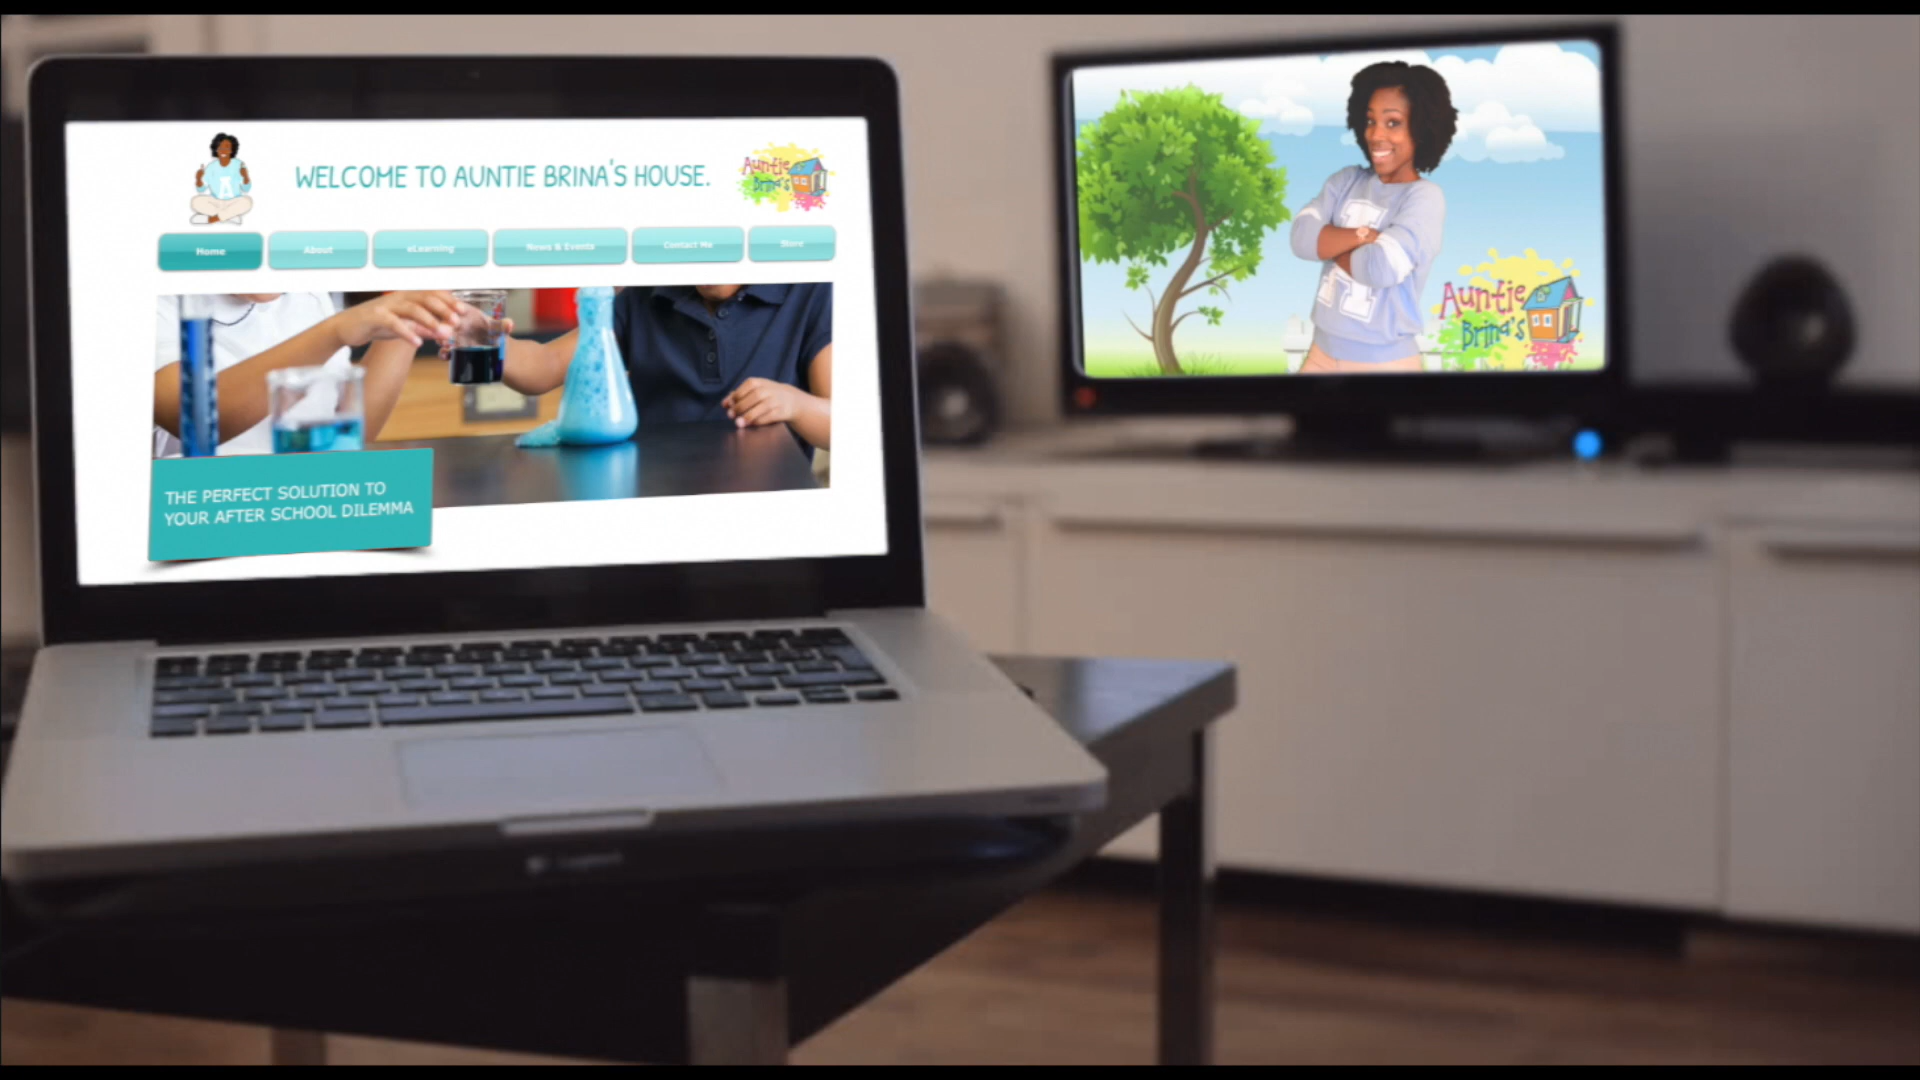 WELCOME TO AUNTIE BRINA'S HOUSE.
Auntie
Brina's
Home
About
eLearning
News & Events
Contact Me
Store
THE PERFECT SOLUTION TO
YOUR AFTER SCHOOL DILEMMA
A
A
Auntie
Brina's